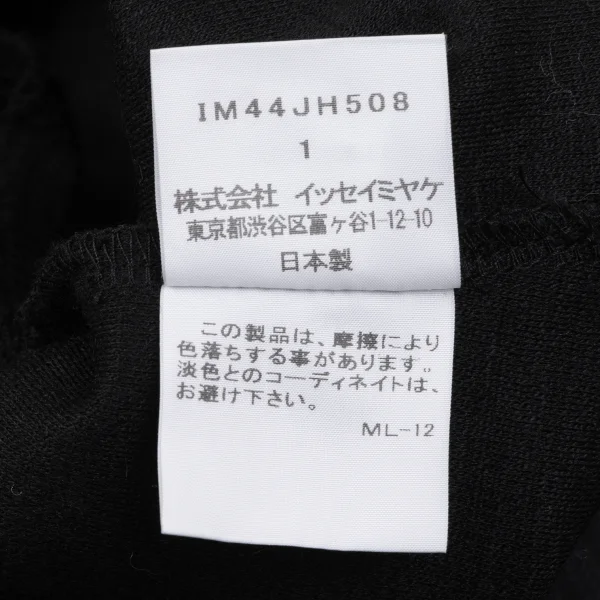 IM44JH508
1
株式会社 イッセイミヤケ
東京都渋谷区富ヶ谷1-12-10
日本製
この製品は、摩擦により
色落ちする事があります。
淡色とのコーディネイトは、
お避け下さい。
ML-12